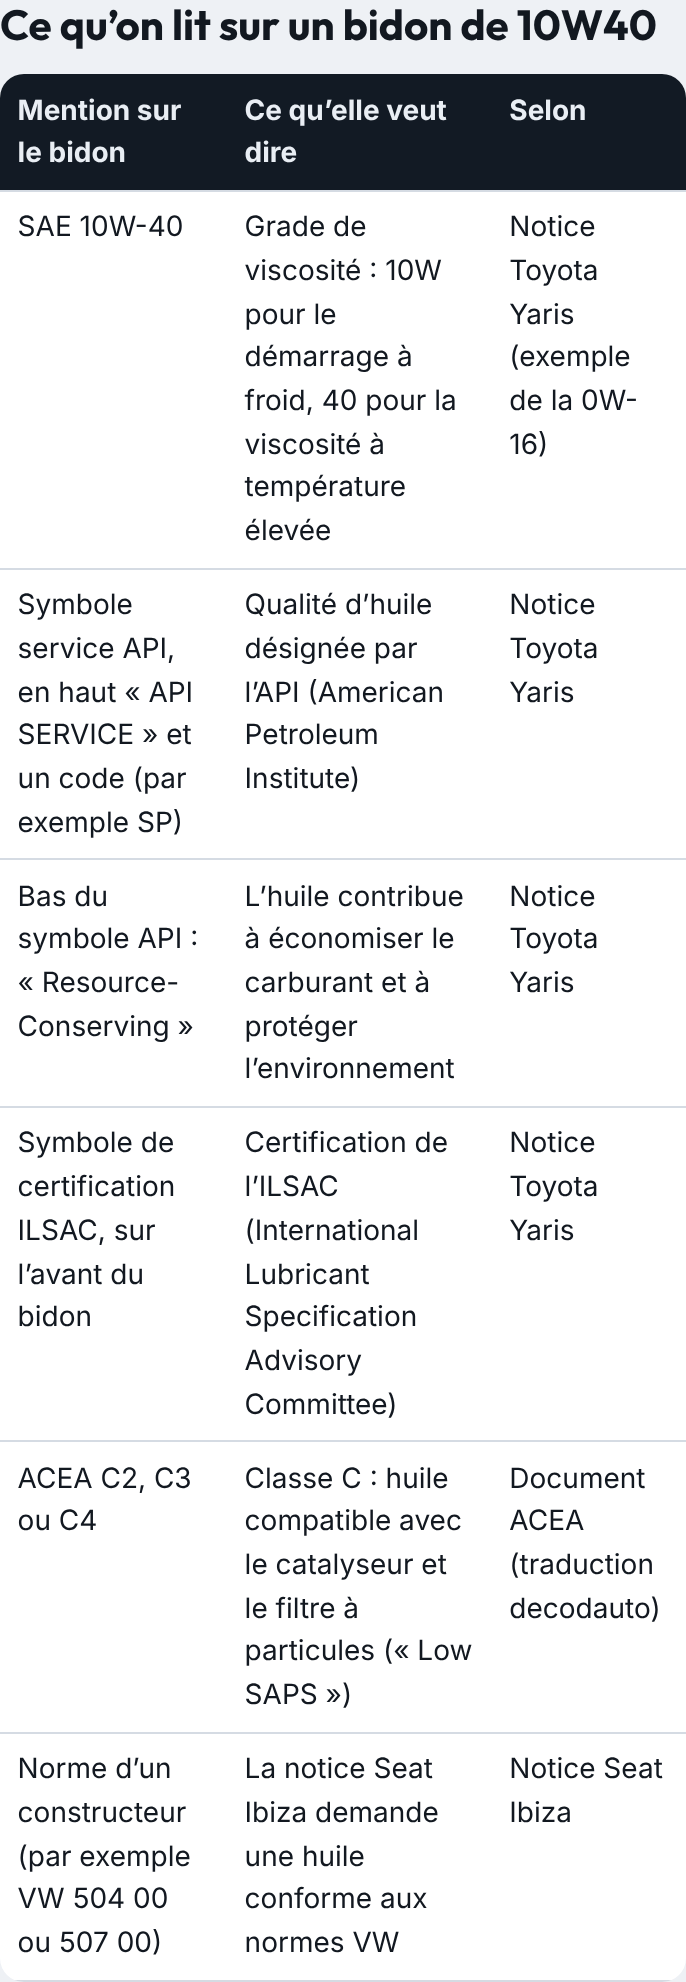 Ce qu’on lit sur un bidon de 10W40
Mention sur
le bidon
Ce qu’elle veut
dire
Selon
SAE 10W-40
Grade de
viscosité : 10W
pour le
démarrage à
froid, 40 pour la
viscosité à
température
élevée
Notice
Toyota
Yaris
(exemple
de la 0W-
16)
Symbole
service API,
en haut « API
SERVICE » et
un code (par
exemple SP)
Qualité d’huile
désignée par
l’API (American
Petroleum
Institute)
Notice
Toyota
Yaris
Bas du
symbole API :
« Resource-
Conserving »
L’huile contribue
à économiser le
carburant et à
protéger
l’environnement
Notice
Toyota
Yaris
Symbole de
certification
ILSAC, sur
l’avant du
bidon
Certification de
l’ILSAC
(International
Lubricant
Specification
Advisory
Committee)
Notice
Toyota
Yaris
ACEA C2, C3
ou C4
Classe C : huile
compatible avec
le catalyseur et
le filtre à
particules (« Low
SAPS »)
Document
ACEA
(traduction
decodauto)
Norme d’un
constructeur
(par exemple
VW 504 00
ou 507 00)
La notice Seat
Ibiza demande
une huile
conforme aux
normes VW
Notice Seat
Ibiza